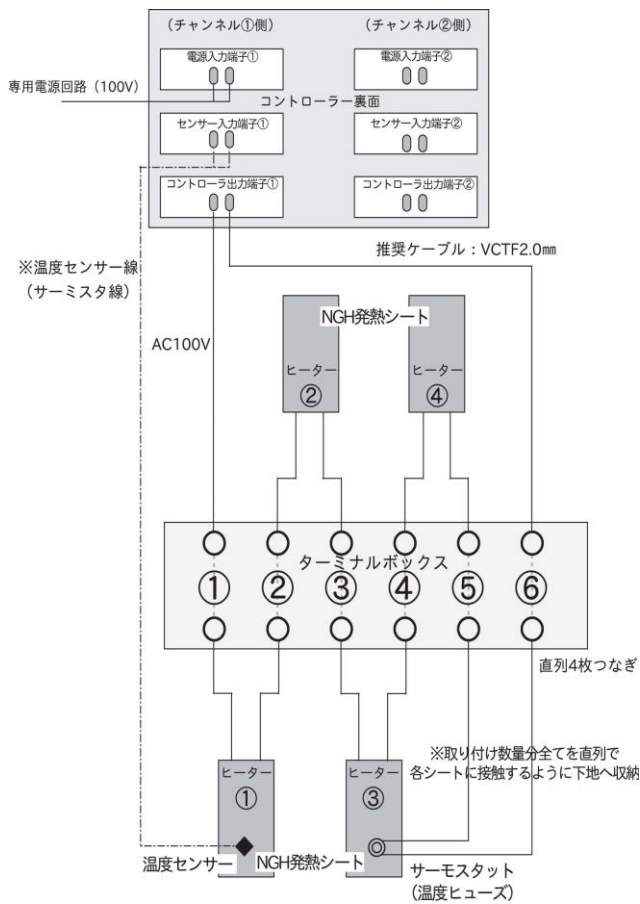 (チャンネル①側)
(チャンネル②側)
電源入力端子①
電源入力端子②
専用電源回路(100V)
コントローラー裏面
センサー入力端子①
センサー入力端子②
コントローラ出力端子①
コントローラ出力端子②
推奨ケーブル:VCTF2.0㎜
※温度センサー線
(サーミスタ線)
AC100V
NGH発熱シート
ヒーター
②
ヒーター
④
ターミナルボックス
① ② ③ ④ ⑤ ⑥
直列4枚つなぎ
※取り付け数量分全てを直列で
各シートに接触するように下地へ収納
ヒーター
①
ヒーター
③
温度センサー
NGH発熱シート
サーモスタット
(温度ヒューズ)